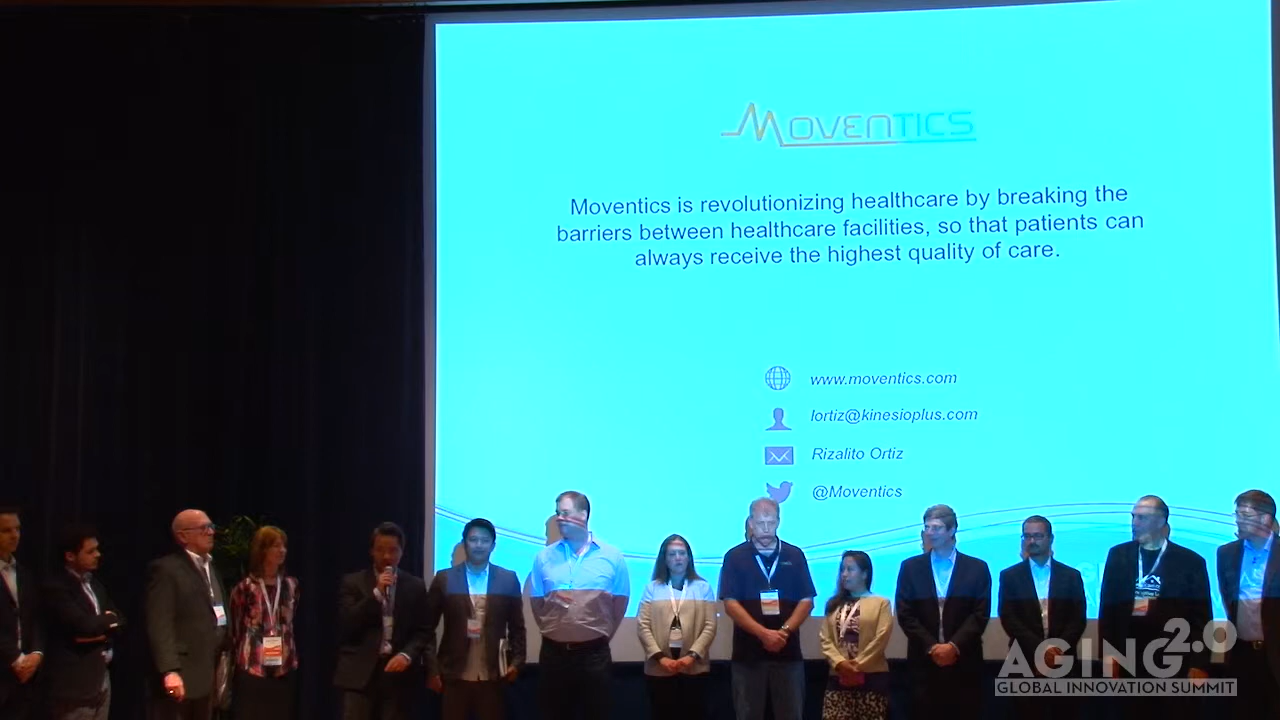 MOVENTICS
Moventics is revolutionizing healthcare by breaking the
barriers between healthcare facilities, so that patients can
always receive the highest quality of care.
www.moventics.com
lortiz@kinesioplus.com
Rizalito Ortiz
@Moventics
AGING2.0
GLOBAL INNOVATION SUMMIT